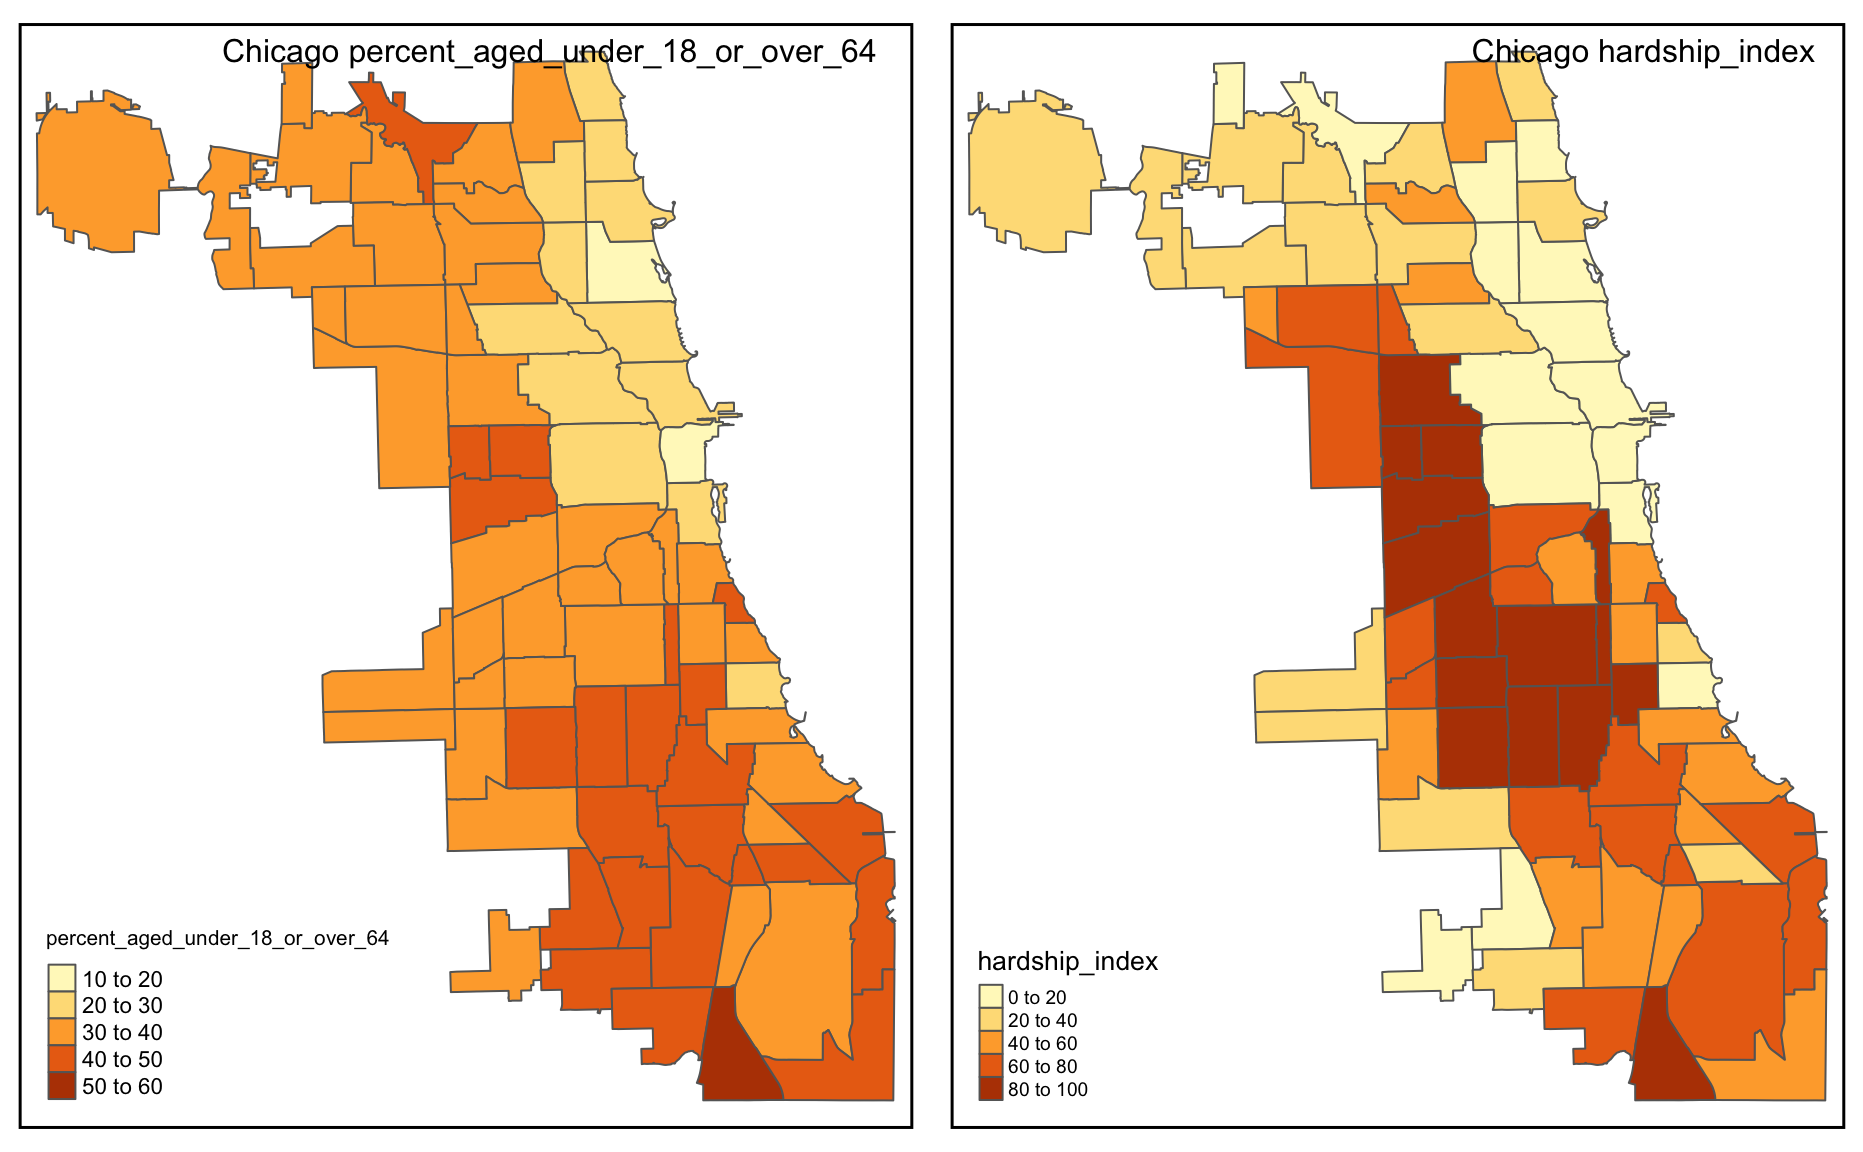 Chicago percent_aged_under_18_or_over_64
percent_aged_under_18_or_over_64
10 to 20
20 to 30
30 to 40
40 to 50
50 to 60
Chicago hardship_index
hardship_index
0 to 20
20 to 40
40 to 60
60 to 80
80 to 100